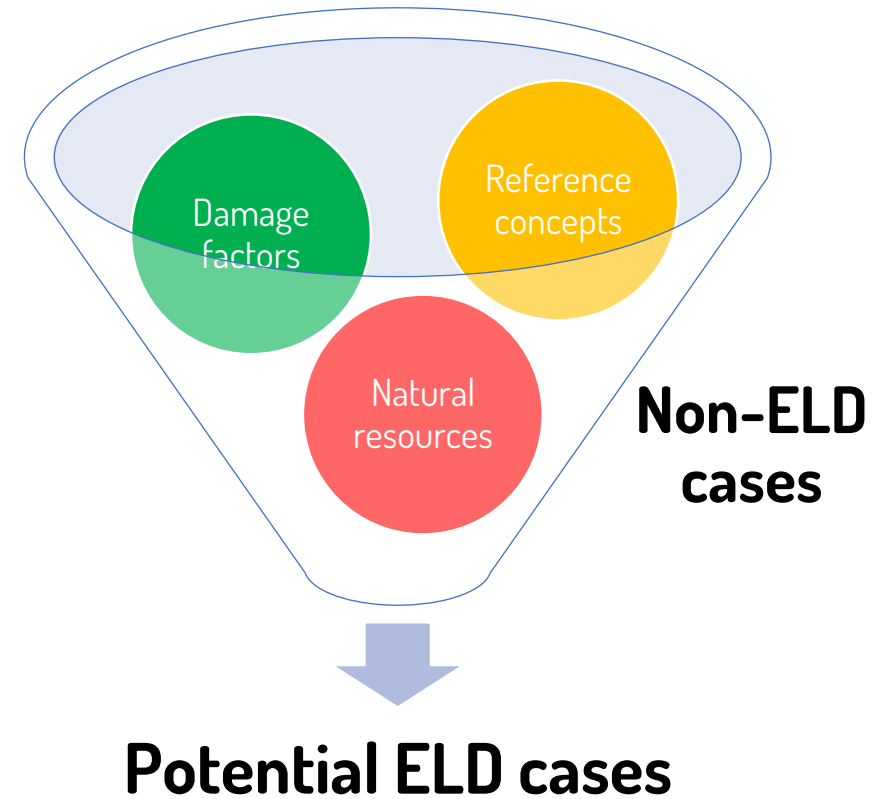 Damage
factors
Reference
concepts
Natural
resources
Non-ELD
cases
Potential ELD cases